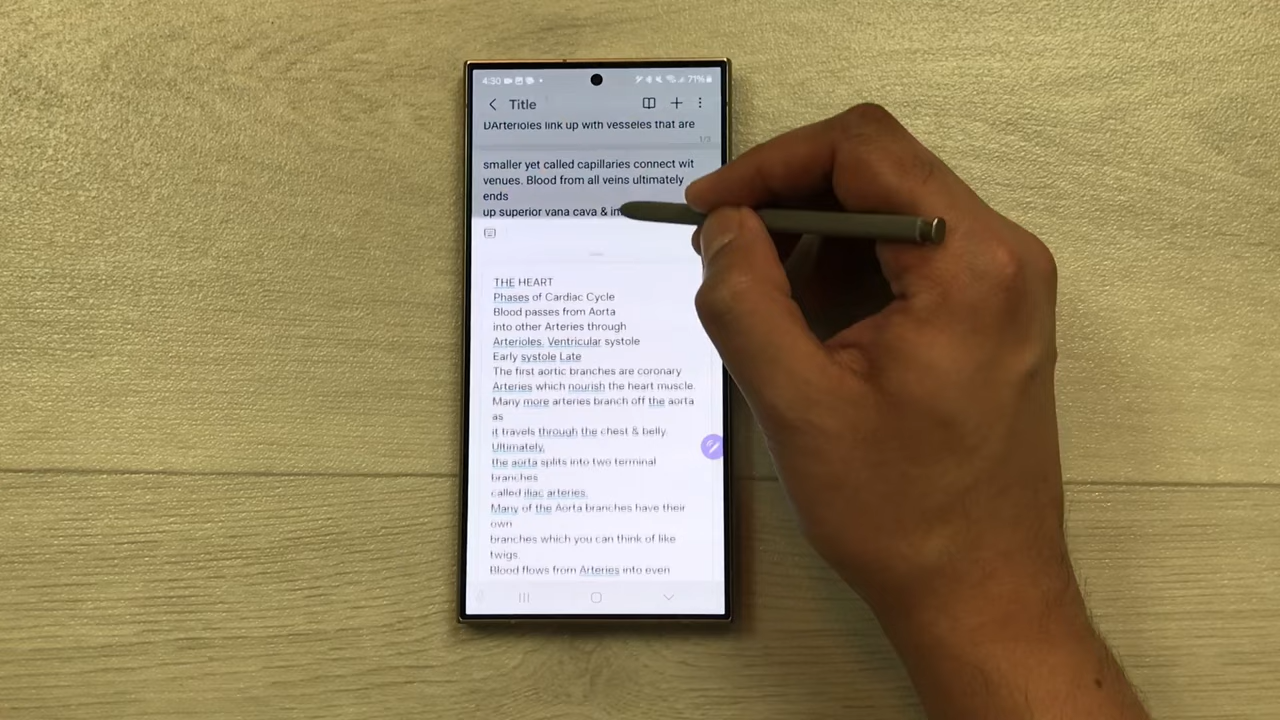 4:30 71%
Title
DArterioles link up with vesseles that are
1/3
smaller yet called capillaries connect wit
venues. Blood from all veins ultimately
ends
up superior vana cava &
THE HEART
Phases of Cardiac Cycle
Blood passes from Aorta
into other Arteries through
Arterioles. Ventricular systole
Early systole Late
The first aortic branches are coronary
Arteries which nourish the heart muscle.
Many more arteries branch off the aorta
as
it travels through the chest & belly.
Ultimately,
the aorta splits into two terminal
branches
called iliac arteries.
Many of the Aorta branches have their
own
branches which you can think of like
twigs.
Blood flows from Arteries into even